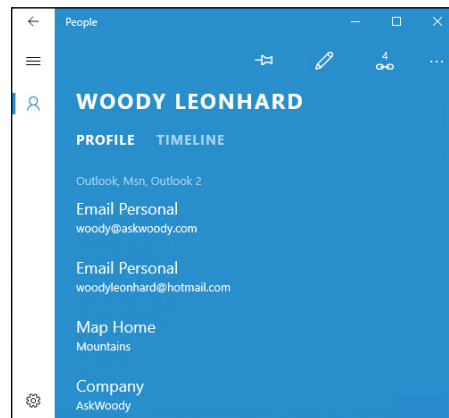 People
4
WOODY LEONHARD
PROFILE TIMELINE
Outlook, Msn, Outlook 2
Email Personal
woody@askwoody.com
Email Personal
woodyleonhard@hotmail.com
Map Home
Mountains
Company
AskWoody